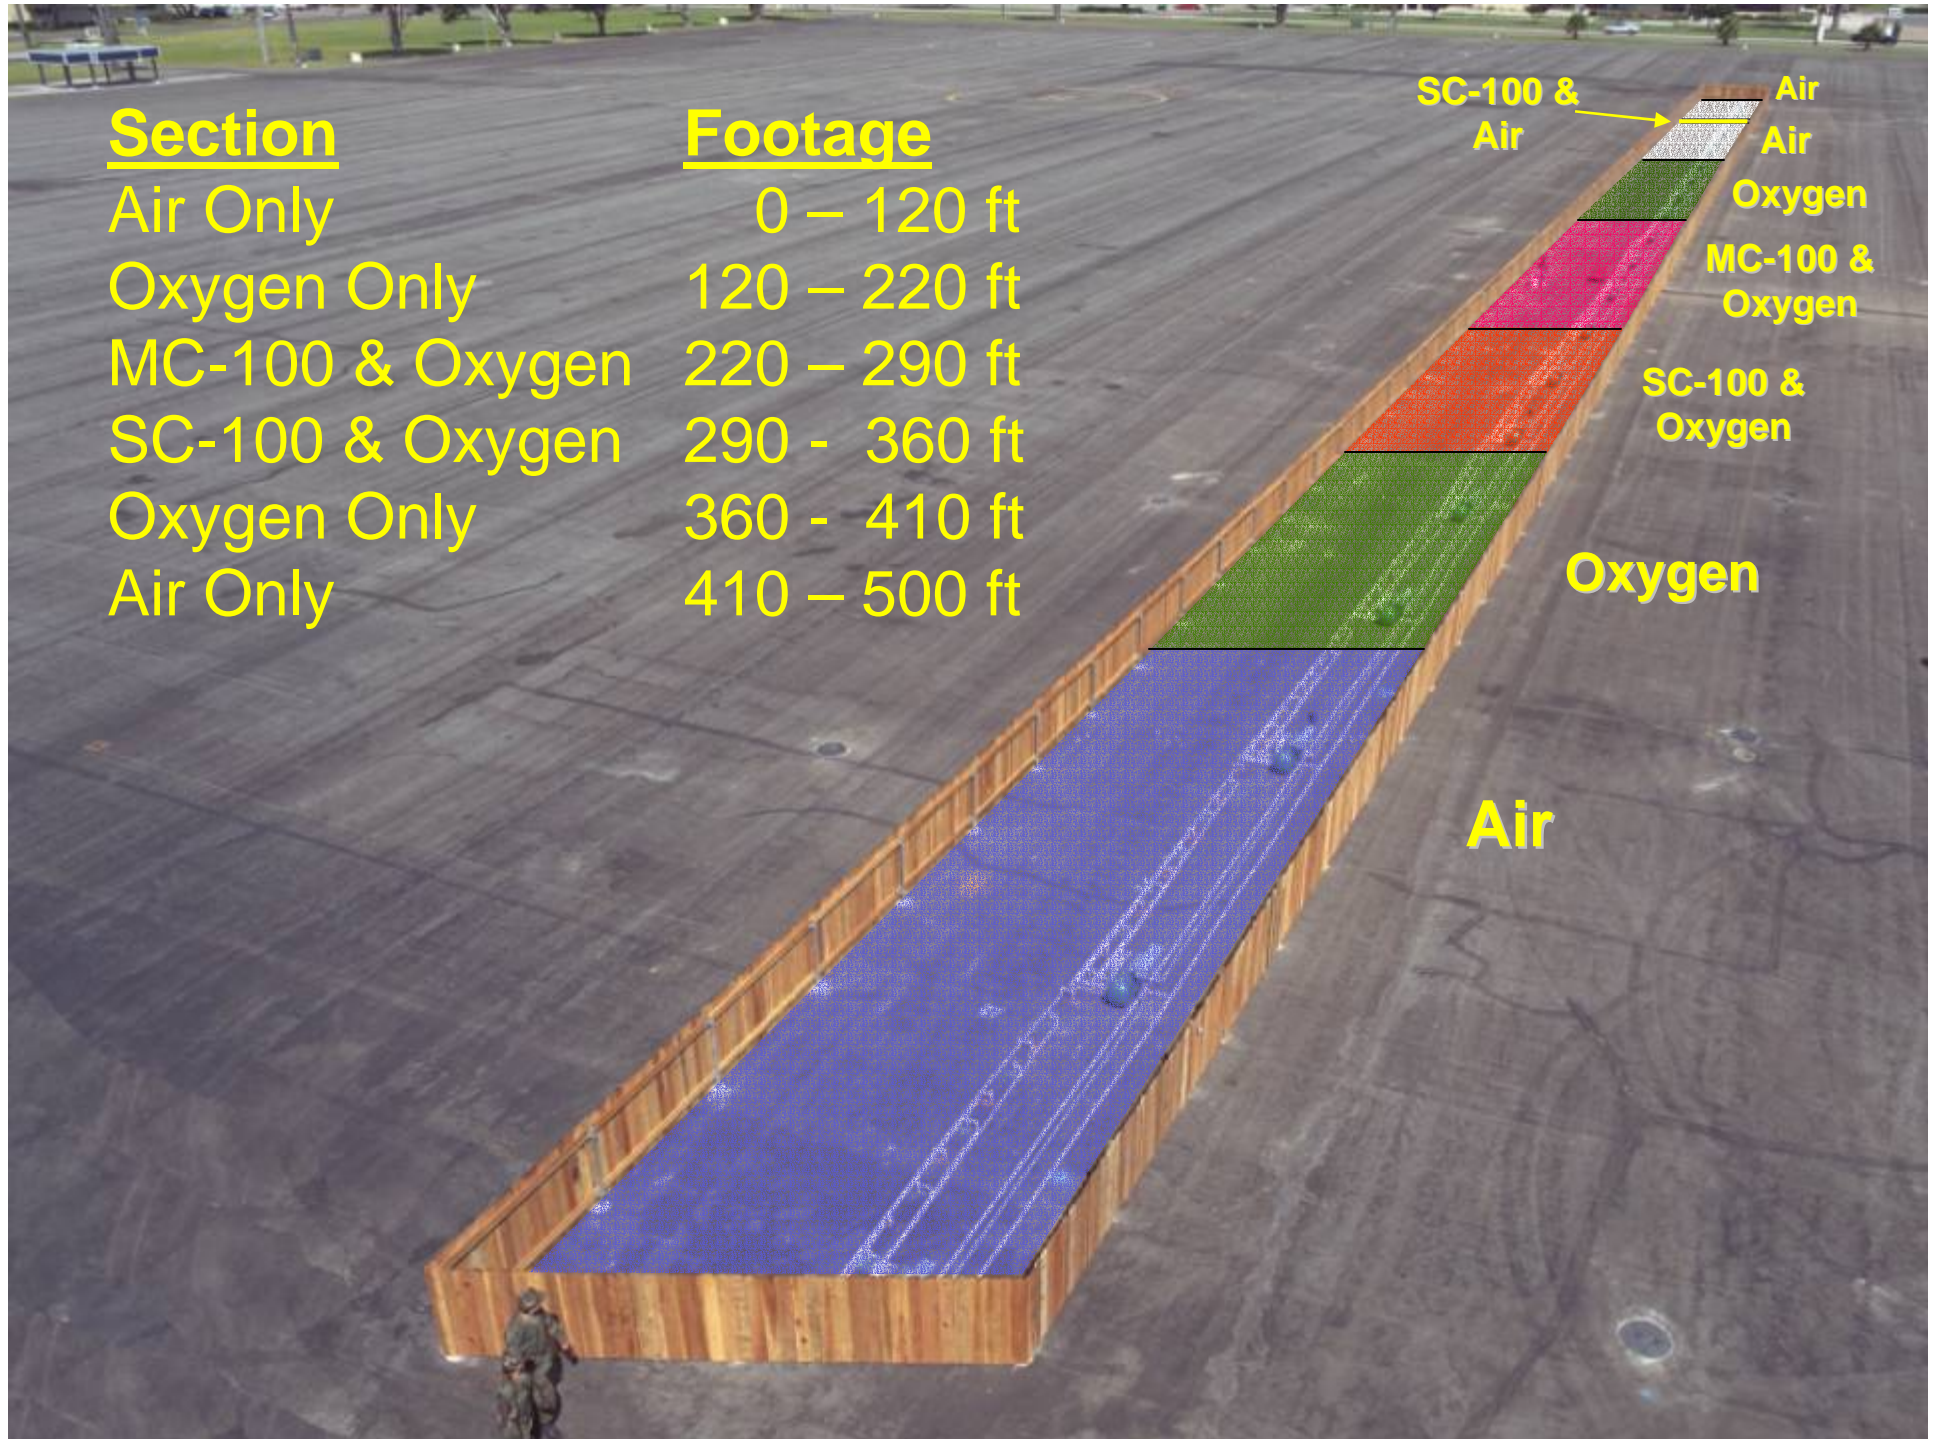 Section Footage
Air Only 0 – 120 ft
Oxygen Only 120 – 220 ft
MC-100 & Oxygen 220 – 290 ft
SC-100 & Oxygen 290 - 360 ft
Oxygen Only 360 - 410 ft
Air Only 410 – 500 ft
SC-100 &
Air
Air
Air
Oxygen
MC-100 &
Oxygen
SC-100 &
Oxygen
Oxygen
Air